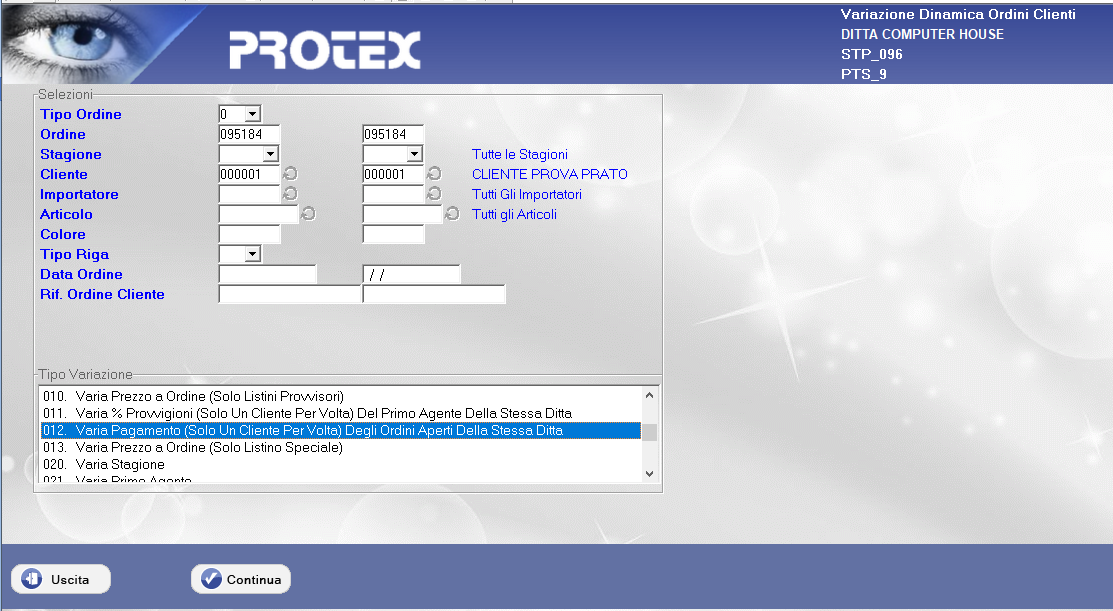 PROTEX
Variazione Dinamica Ordini Clienti
DITTA COMPUTER HOUSE
STP_096
PTS_9
Selezioni
Tipo Ordine 0
Ordine 095184 095184
Stagione Tutte le Stagioni
Cliente 000001 000001 CLIENTE PROVA PRATO
Importatore Tutti Gli Importatori
Articolo Tutti gli Articoli
Colore
Tipo Riga
Data Ordine / /
Rif. Ordine Cliente
Tipo Variazione
010. Varia Prezzo a Ordine (Solo Listini Provvisori)
011. Varia % Provvigioni (Solo Un Cliente Per Volta) Del Primo Agente Della Stessa Ditta
012. Varia Pagamento (Solo Un Cliente Per Volta) Degli Ordini Aperti Della Stessa Ditta
013. Varia Prezzo a Ordine (Solo Listino Speciale)
020. Varia Stagione
021. Varia Primo Agente
Uscita Continua